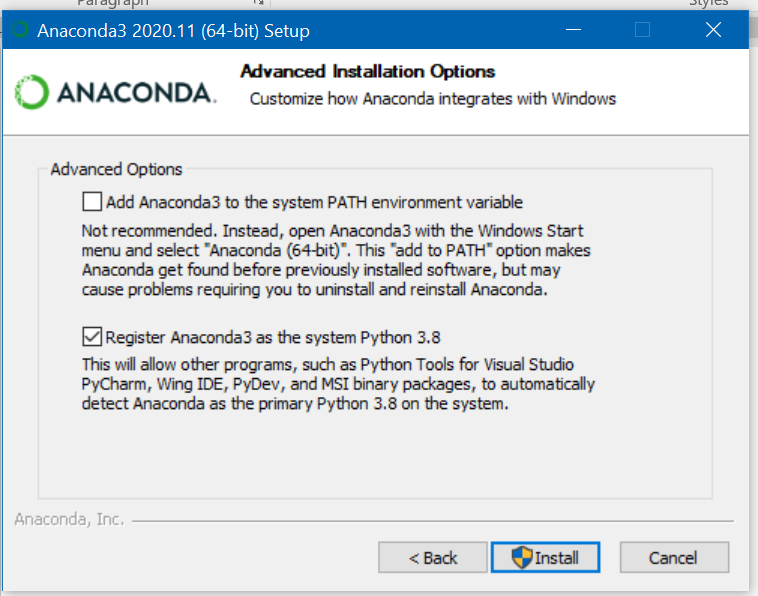 Paragraph
Styles
Anaconda3 2020.11 (64-bit) Setup
ANACONDA.
Advanced Installation Options
Customize how Anaconda integrates with Windows
Advanced Options
Add Anaconda3 to the system PATH environment variable
Not recommended. Instead, open Anaconda3 with the Windows Start
menu and select "Anaconda (64-bit)". This "add to PATH" option makes
Anaconda get found before previously installed software, but may
cause problems requiring you to uninstall and reinstall Anaconda.
Register Anaconda3 as the system Python 3.8
This will allow other programs, such as Python Tools for Visual Studio
PyCharm, Wing IDE, PyDev, and MSI binary packages, to automatically
detect Anaconda as the primary Python 3.8 on the system.
Anaconda, Inc.
< Back
Install
Cancel